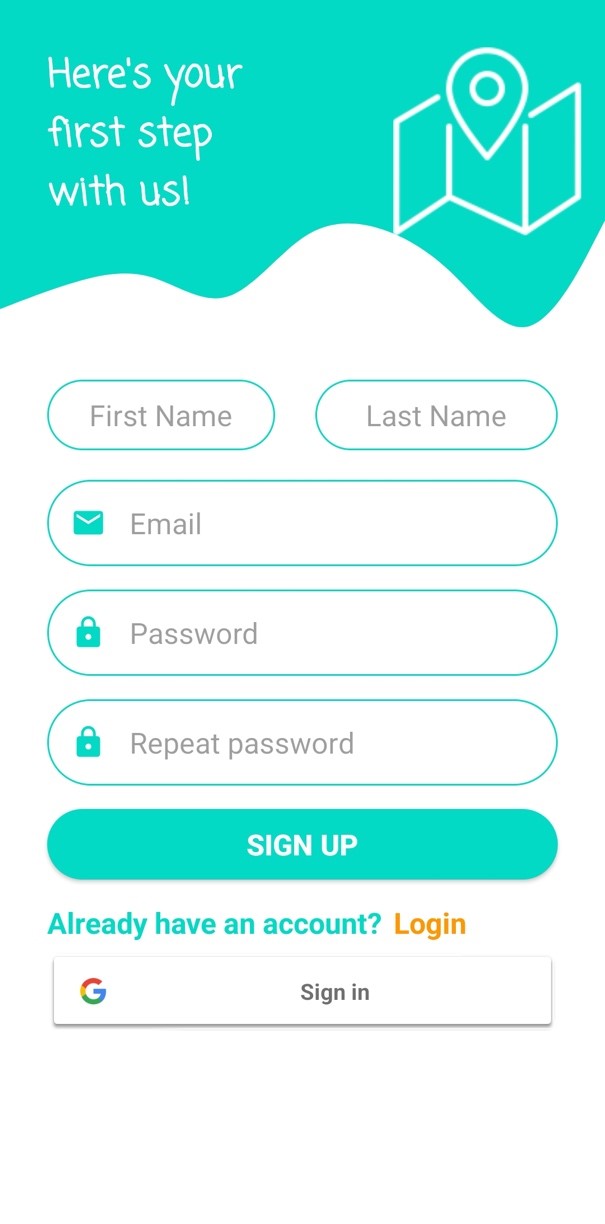 Here's your
first step
with us!
First Name Last Name
Email
Password
Repeat password
SIGN UP
Already have an account? Login
Sign in